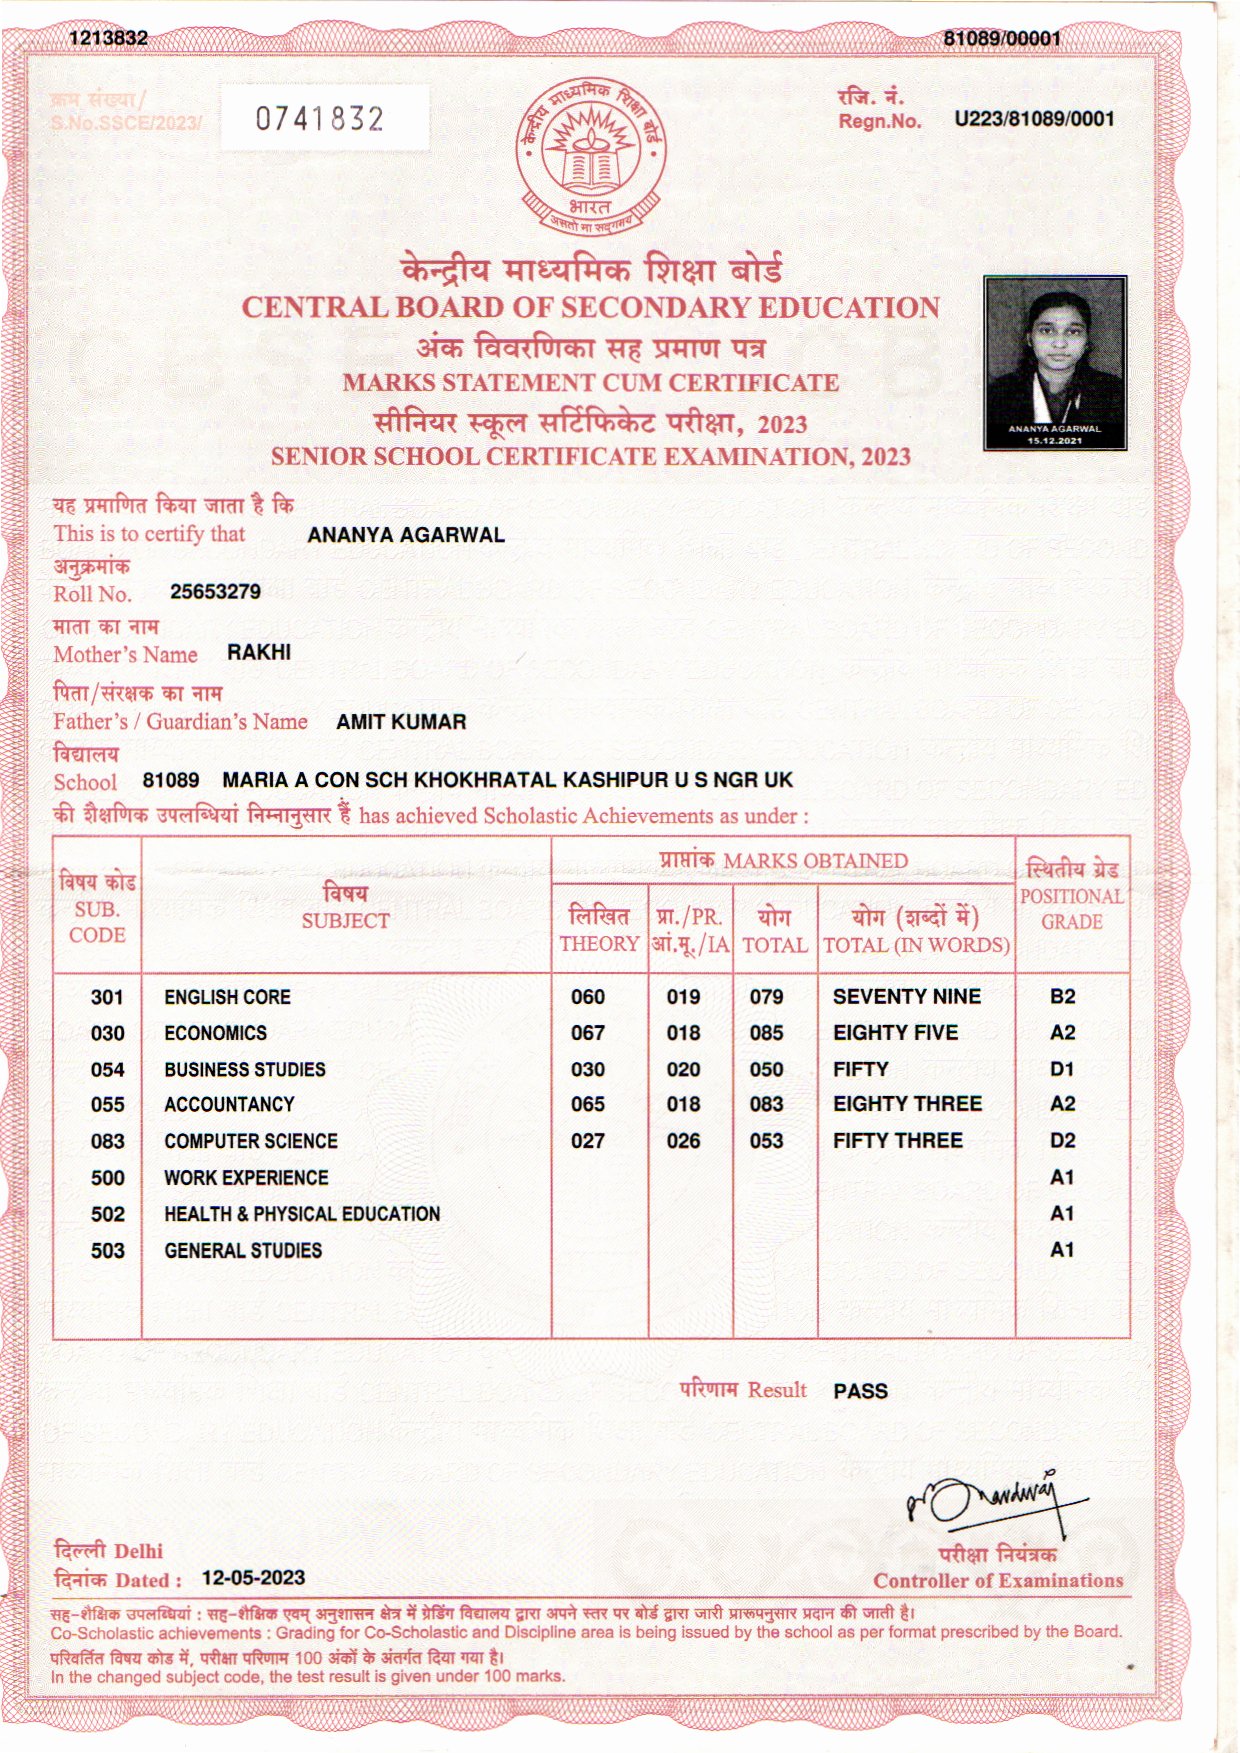 1213832 81089/00001
क्रम संख्या/
S.No.SSCE/2023/ 0741832
रजि. नं.
Regn.No. U223/81089/0001
केन्द्रीय माध्यमिक शिक्षा बोर्ड
भारत
असतो मा सद्गमय
केन्द्रीय माध्यमिक शिक्षा बोर्ड
CENTRAL BOARD OF SECONDARY EDUCATION
अंक विवरणिका सह प्रमाण पत्र
MARKS STATEMENT CUM CERTIFICATE
सीनियर स्कूल सर्टिफिकेट परीक्षा, 2023
SENIOR SCHOOL CERTIFICATE EXAMINATION, 2023
ANANYA AGARWAL
15.12.2021
यह प्रमाणित किया जाता है कि
This is to certify that ANANYA AGARWAL
अनुक्रमांक
Roll No. 25653279
माता का नाम
Mother's Name RAKHI
पिता/संरक्षक का नाम
Father's / Guardian's Name AMIT KUMAR
विद्यालय
School 81089 MARIA A CON SCH KHOKHRATAL KASHIPUR U S NGR UK
की शैक्षणिक उपलब्धियां निम्नानुसार हैं has achieved Scholastic Achievements as under :
विषय कोड
SUB.
CODE
विषय
SUBJECT
प्राप्तांक MARKS OBTAINED
लिखित
THEORY
प्रा./PR.
आं.मू./IA
योग
TOTAL
योग (शब्दों में)
TOTAL (IN WORDS)
स्थितीय ग्रेड
POSITIONAL
GRADE
301 ENGLISH CORE 060 019 079 SEVENTY NINE B2
030 ECONOMICS 067 018 085 EIGHTY FIVE A2
054 BUSINESS STUDIES 030 020 050 FIFTY D1
055 ACCOUNTANCY 065 018 083 EIGHTY THREE A2
083 COMPUTER SCIENCE 027 026 053 FIFTY THREE D2
500 WORK EXPERIENCE A1
502 HEALTH & PHYSICAL EDUCATION A1
503 GENERAL STUDIES A1
परिणाम Result PASS
दिल्ली Delhi
दिनांक Dated : 12-05-2023
परीक्षा नियंत्रक
Controller of Examinations
सह-शैक्षिक उपलब्धियां : सह-शैक्षिक एवम् अनुशासन क्षेत्र में ग्रेडिंग विद्यालय द्वारा अपने स्तर पर बोर्ड द्वारा जारी प्रारूपनुसार प्रदान की जाती है।
Co-Scholastic achievements : Grading for Co-Scholastic and Discipline area is being issued by the school as per format prescribed by the Board.
परिवर्तित विषय कोड में, परीक्षा परिणाम 100 अंकों के अंतर्गत दिया गया है।
In the changed subject code, the test result is given under 100 marks.